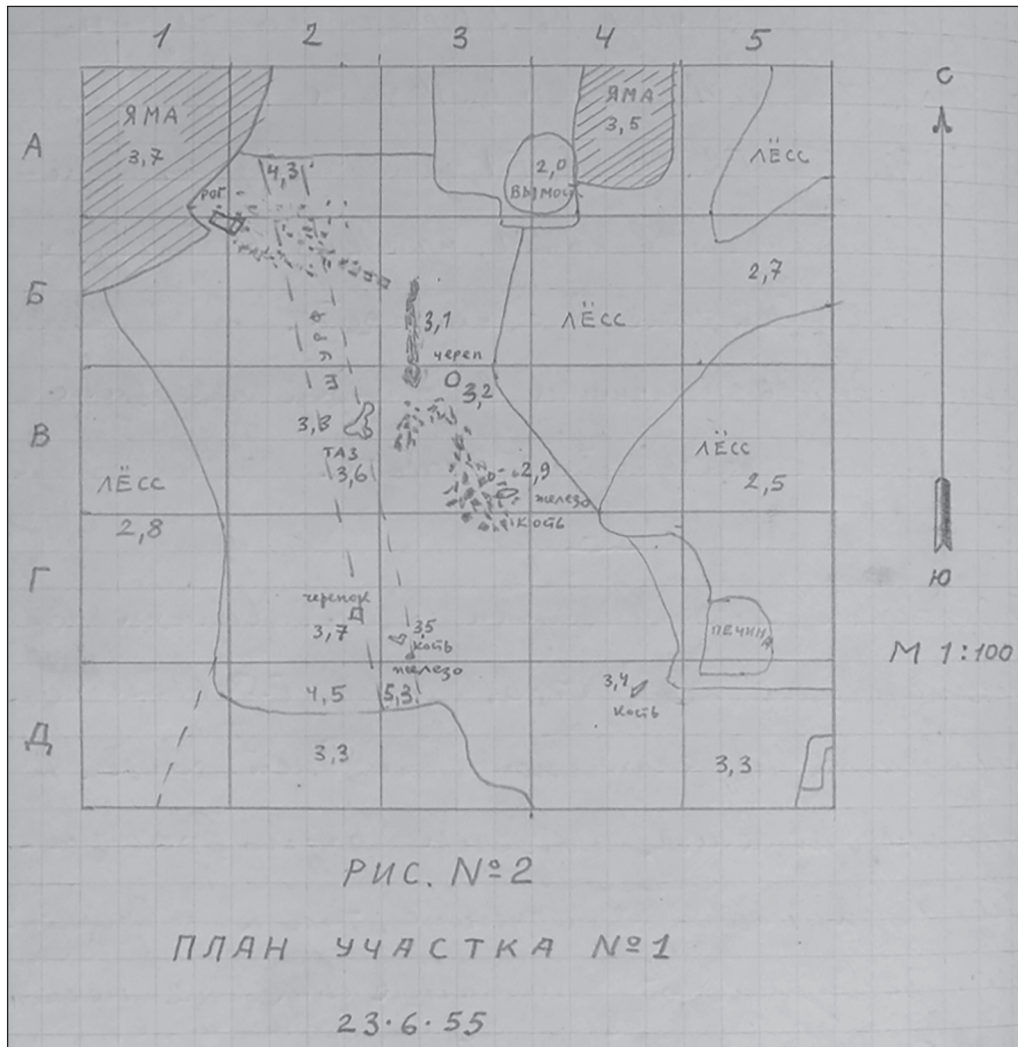 1 2 3 4 5
С
ЯМА
3,7
ЯМА
3,5
А
ЛЁСС
4,3
2,0
ВЫМОС
РОГ
2,7
Б
ЛЁСС
3,1
череп
3,2
В
3,3
ТАЗ
3,6
2,9
железо
кость
ЛЁСС
2,5
ЛЁСС
2,8
Ю
Г
черепок
3,7
35
кость
железо
ПЕЧИНА
М 1:100
4,5
5,3
3,4
кость
Д
3,3
3,3
РИС. №2
ПЛАН УЧАСТКА №1
23·6·55